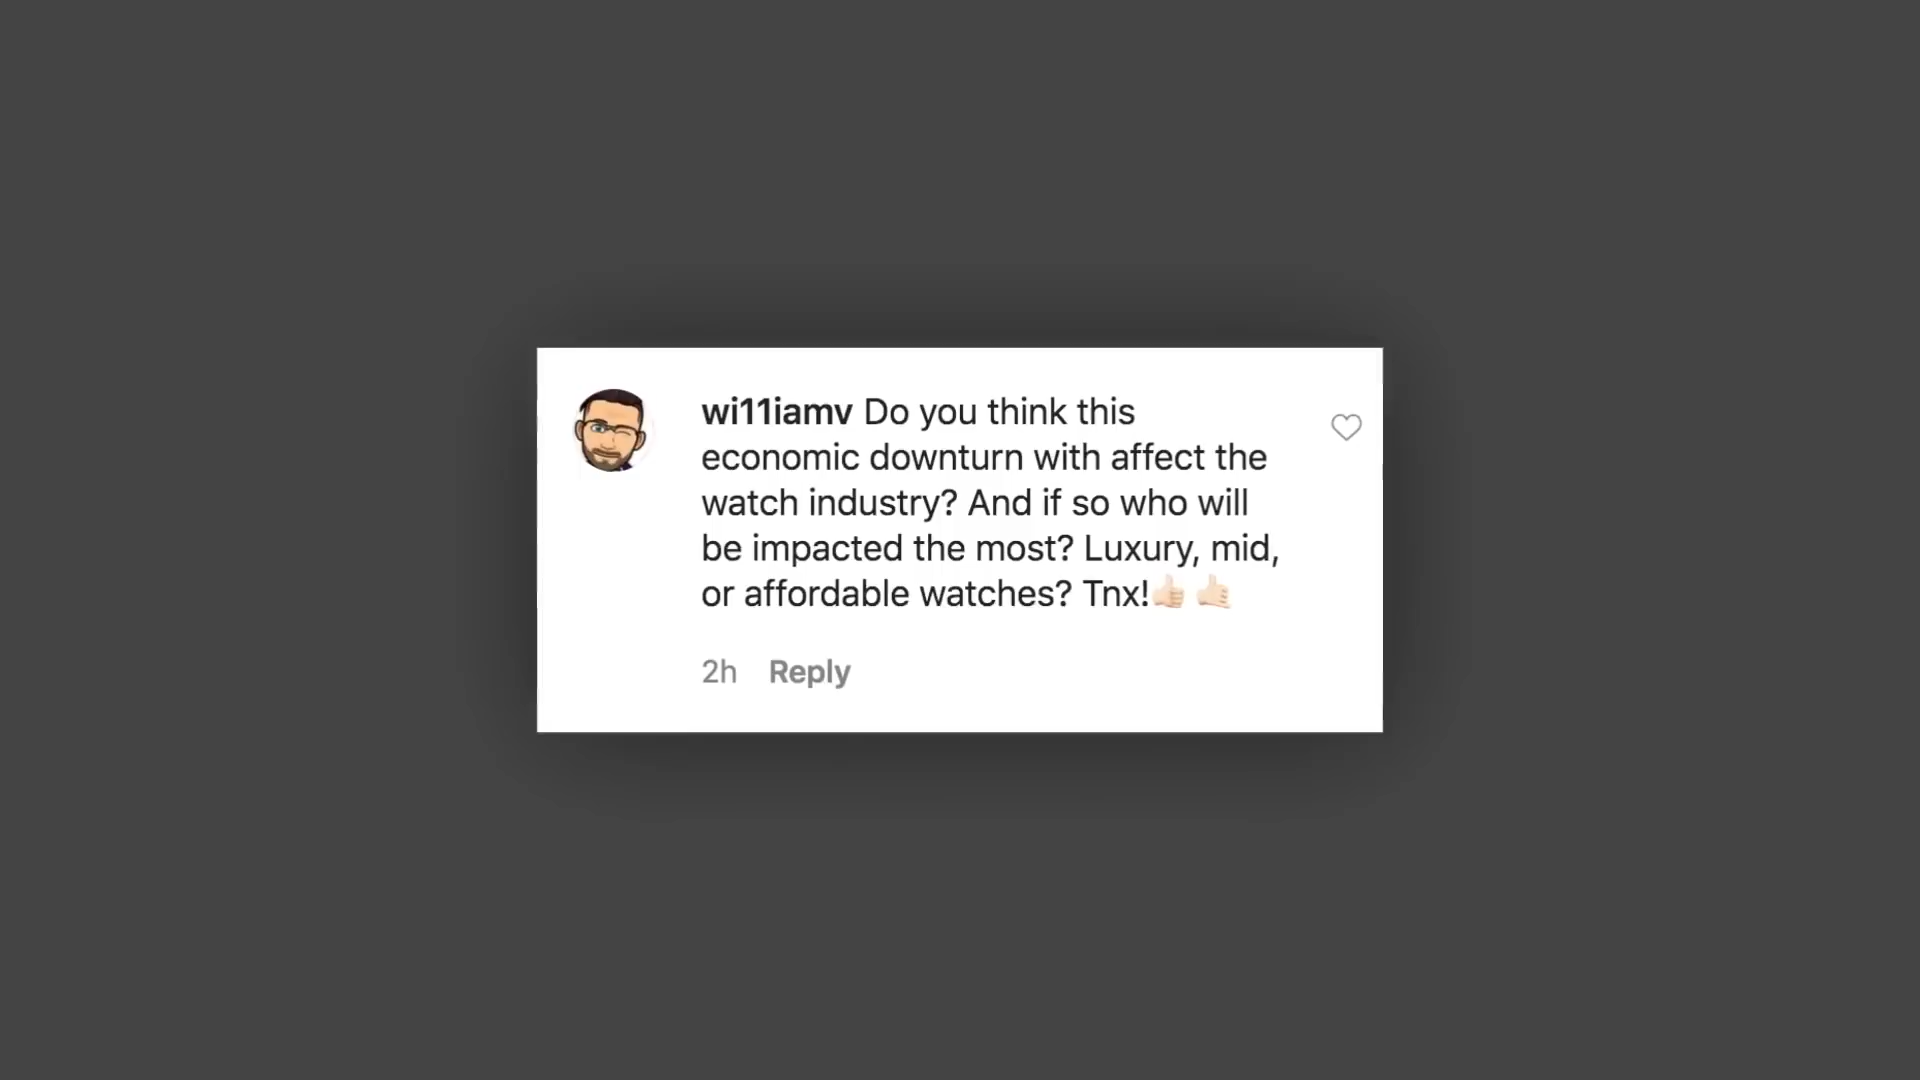 wi11iamv Do you think this
economic downturn with affect the
watch industry? And if so who will
be impacted the most? Luxury, mid,
or affordable watches? Tnx!👍🏻 🤙🏻
2h Reply